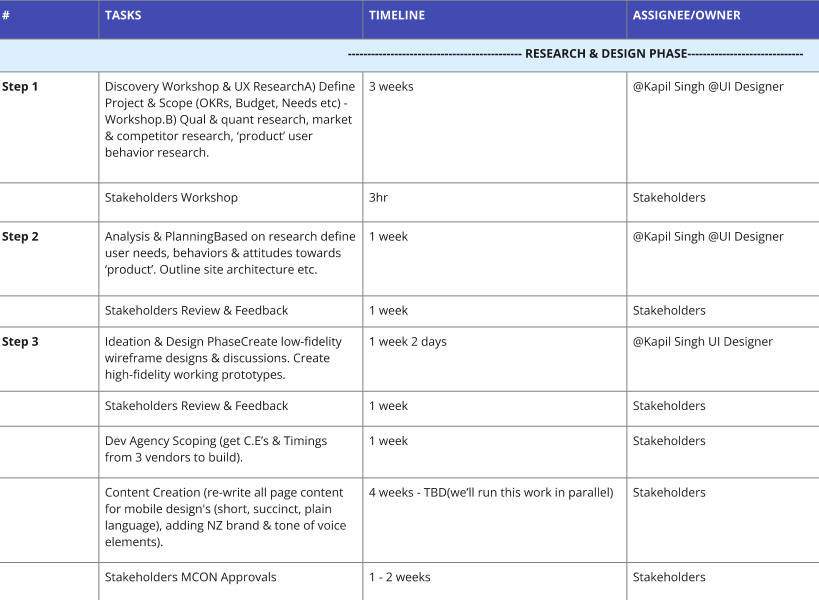 # TASKS TIMELINE ASSIGNEE/OWNER
------------------------------------------- RESEARCH & DESIGN PHASE----------------------------
Step 1
Discovery Workshop & UX ResearchA) Define
Project & Scope (OKRs, Budget, Needs etc) -
Workshop.B) Qual & quant research, market
& competitor research, ‘product’ user
behavior research.
3 weeks
@Kapil Singh @UI Designer
Stakeholders Workshop
3hr
Stakeholders
Step 2
Analysis & PlanningBased on research define
user needs, behaviors & attitudes towards
‘product’. Outline site architecture etc.
1 week
@Kapil Singh @UI Designer
Stakeholders Review & Feedback
1 week
Stakeholders
Step 3
Ideation & Design PhaseCreate low-fidelity
wireframe designs & discussions. Create
high-fidelity working prototypes.
1 week 2 days
@Kapil Singh UI Designer
Stakeholders Review & Feedback
1 week
Stakeholders
Dev Agency Scoping (get C.E’s & Timings
from 3 vendors to build).
1 week
Stakeholders
Content Creation (re-write all page content
for mobile design's (short, succinct, plain
language), adding NZ brand & tone of voice
elements).
4 weeks - TBD(we’ll run this work in parallel)
Stakeholders
Stakeholders MCON Approvals
1 - 2 weeks
Stakeholders